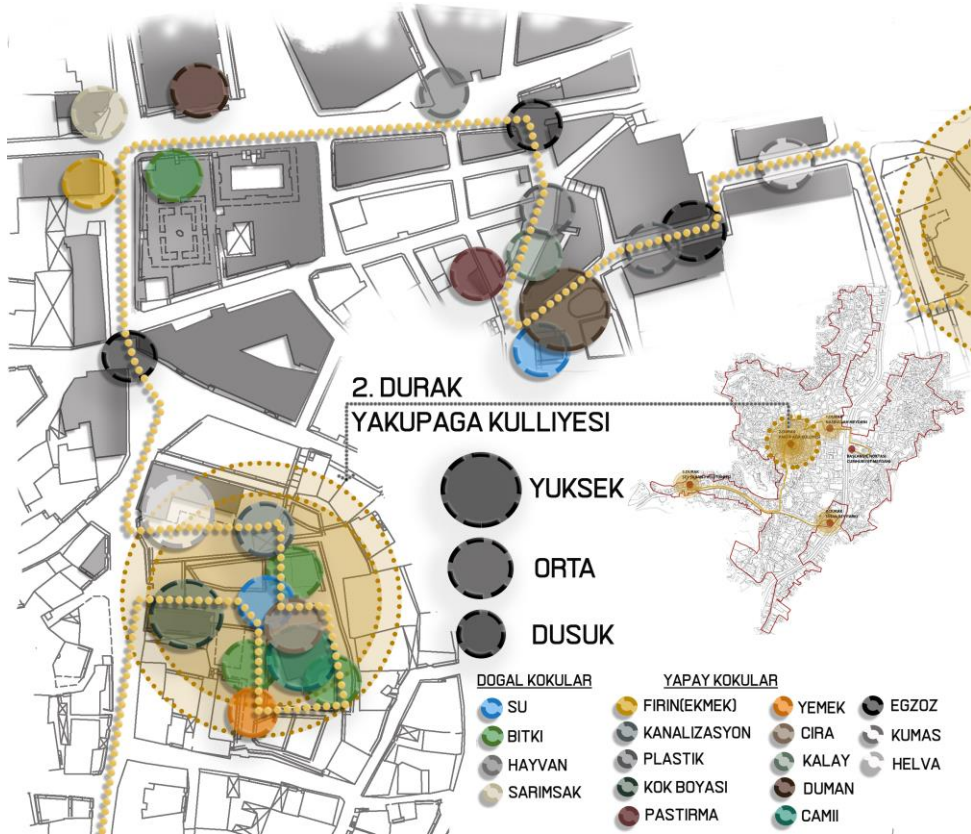 2. DURAK
YAKUPAGA KULLIYESI
YUKSEK
ORTA
DUSUK
DOGAL KOKULAR
SU
BITKI
HAYVAN
SARIMSAK
YAPAY KOKULAR
FIRIN(EKMEK)
KANALIZASYON
PLASTIK
KOK BOYASI
PASTIRMA
YEMEK
CIRA
KALAY
DUMAN
CAMII
EGZOZ
KUMAS
HELVA